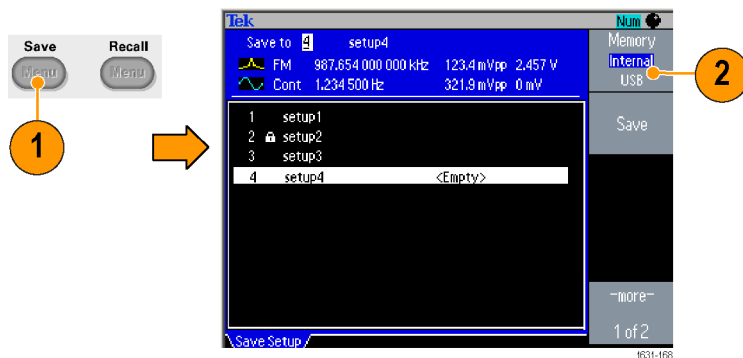 Save Recall
Menu Menu
1
Tek Num
Save to 4 setup4
FM 987.654 000 000 kHz 123.4 mVpp 2.457 V
Cont 1.234 500 Hz 321.9 mVpp 0 mV
1 setup1
2 setup2
3 setup3
4 setup4 <Empty>
Save Setup
Memory
Internal
USB
2
Save
-more-
1 of 2
1631-168